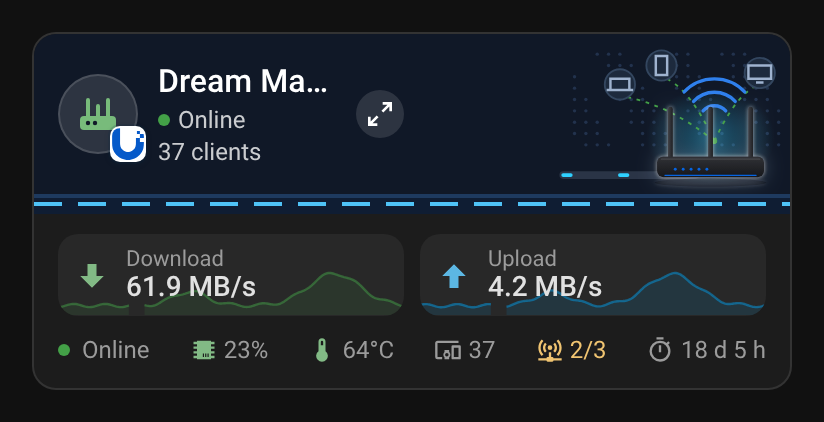 Dream Ma…
Online
37 clients
Download
61.9 MB/s
Upload
4.2 MB/s
Online
23%
64°C
37
2/3
18 d 5 h